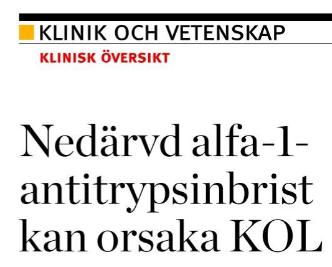 KLINIK OCH VETENSKAP
KLINISK ÖVERSIKT
Nedärvd alfa-1-
antitrypsinbrist
kan orsaka KOL